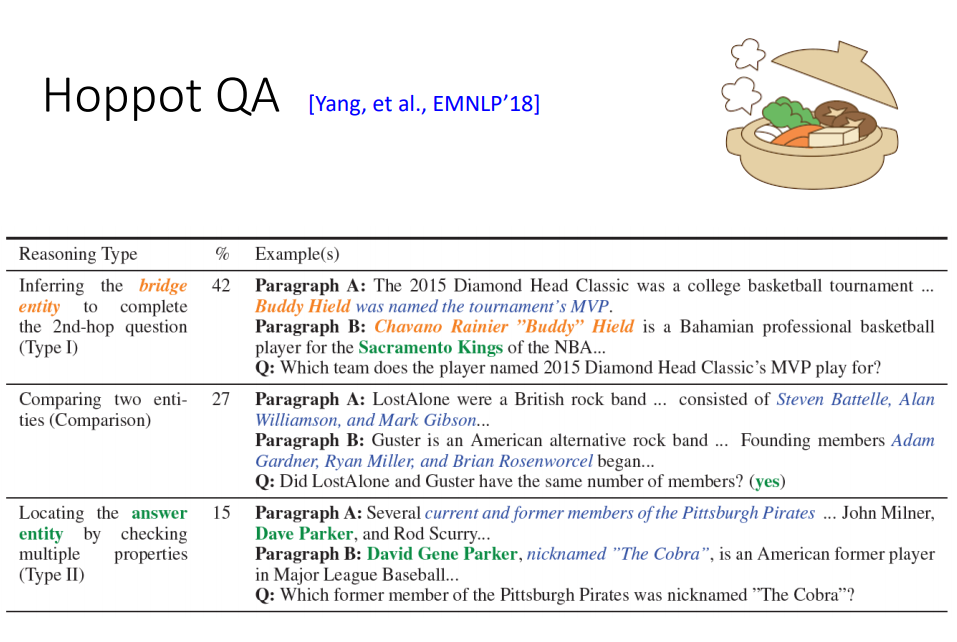 Hoppot QA [Yang, et al., EMNLP’18]
Reasoning Type % Example(s)
Inferring the bridge 42 Paragraph A: The 2015 Diamond Head Classic was a college basketball tournament ...
entity to complete Buddy Hield was named the tournament’s MVP.
the 2nd-hop question Paragraph B: Chavano Rainier ”Buddy” Hield is a Bahamian professional basketball
(Type I) player for the Sacramento Kings of the NBA...
Q: Which team does the player named 2015 Diamond Head Classic’s MVP play for?
Comparing two enti- 27 Paragraph A: LostAlone were a British rock band ... consisted of Steven Battelle, Alan
ties (Comparison) Williamson, and Mark Gibson...
Paragraph B: Guster is an American alternative rock band ... Founding members Adam
Gardner, Ryan Miller, and Brian Rosenworcel began...
Q: Did LostAlone and Guster have the same number of members? (yes)
Locating the answer 15 Paragraph A: Several current and former members of the Pittsburgh Pirates ... John Milner,
entity by checking Dave Parker, and Rod Scurry...
multiple properties Paragraph B: David Gene Parker, nicknamed ”The Cobra”, is an American former player
(Type II) in Major League Baseball...
Q: Which former member of the Pittsburgh Pirates was nicknamed ”The Cobra”?